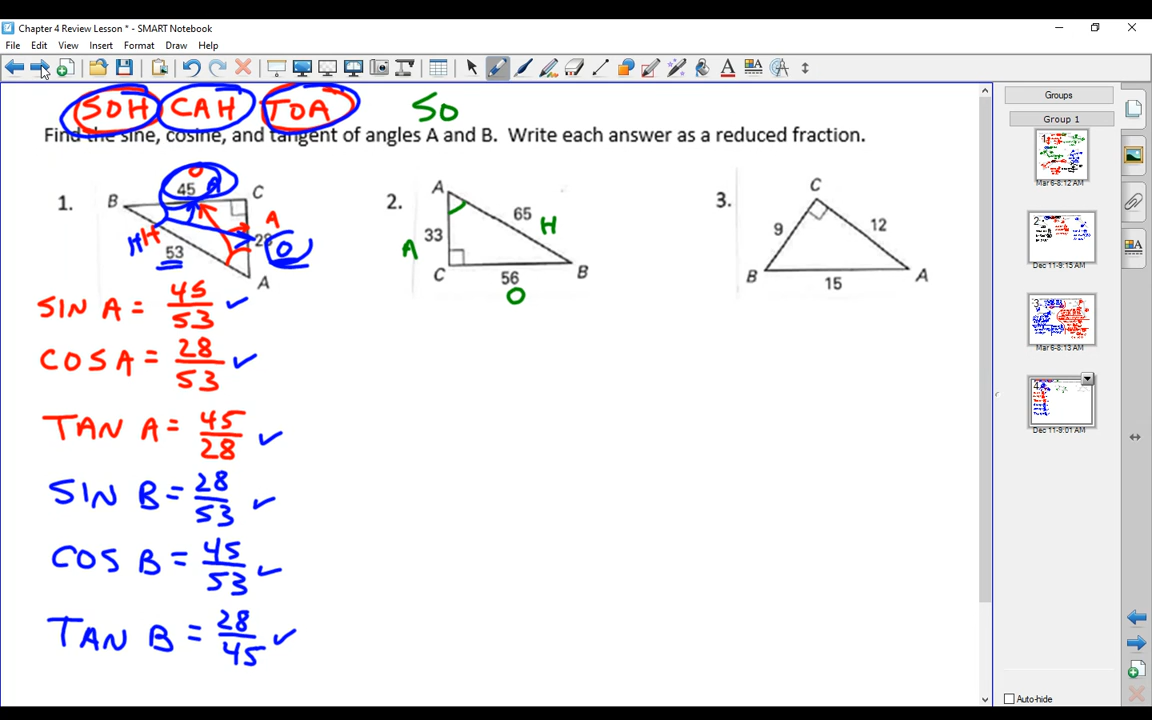 Chapter 4 Review Lesson * - SMART Notebook
File Edit View Insert Format Draw Help
SOH CAH TOA SO
Find the sine, cosine, and tangent of angles A and B. Write each answer as a reduced fraction.
1. B 45 O A C H H 53 A 28 O A
2. A 65 H 33 A C 56 O B
3. C 9 12 B 15 A
SIN A = 45/53
COS A = 28/53
TAN A = 45/28
SIN B = 28/53
COS B = 45/53
TAN B = 28/45
Groups
Group 1
1
Mar 6-8:12 AM
2
Dec 11-9:15 AM
3
Mar 6-8:13 AM
4
Dec 11-9:01 AM
Auto-hide